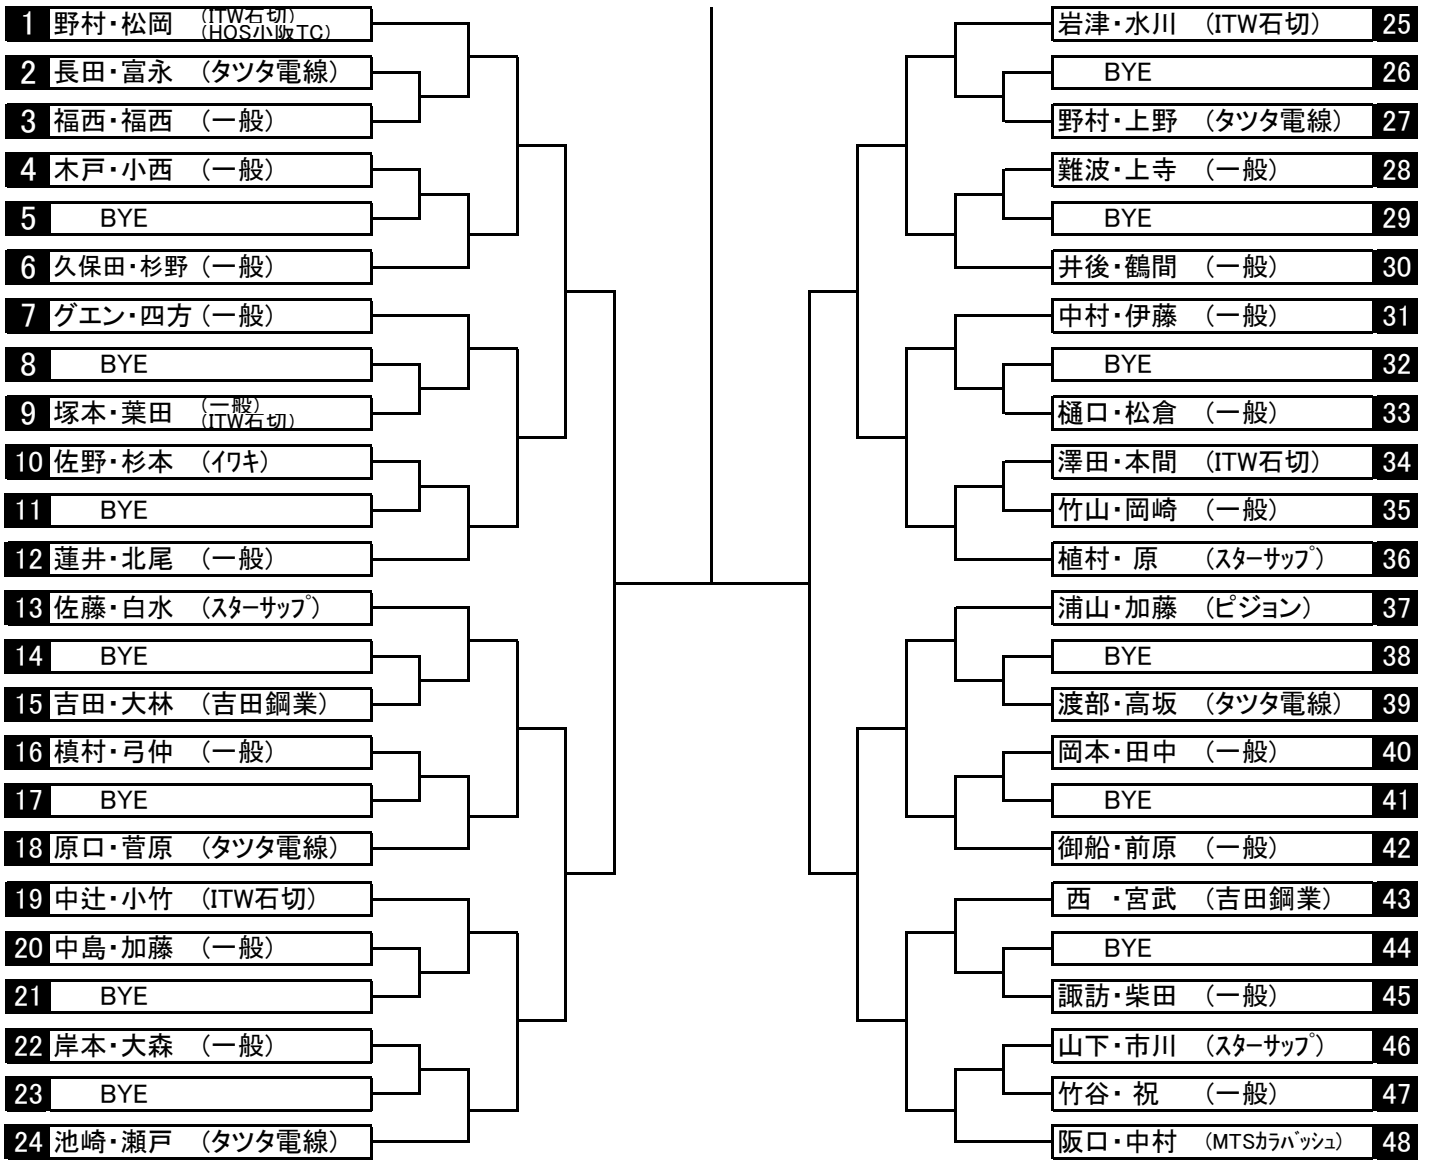 1 野村・松岡 (ITW石切) (HOS小阪TC)
2 長田・富永 (タツタ電線)
3 福西・福西 (一般)
4 木戸・小西 (一般)
5 BYE
6 久保田・杉野 (一般)
7 グエン・四方 (一般)
8 BYE
9 塚本・葉田 (一般) (ITW石切)
10 佐野・杉本 (ｲﾜｷ)
11 BYE
12 蓮井・北尾 (一般)
13 佐藤・白水 (ｽﾀｰｻｯﾌﾟ)
14 BYE
15 吉田・大林 (吉田鋼業)
16 槙村・弓仲 (一般)
17 BYE
18 原口・菅原 (タツタ電線)
19 中辻・小竹 (ITW石切)
20 中島・加藤 (一般)
21 BYE
22 岸本・大森 (一般)
23 BYE
24 池崎・瀬戸 (タツタ電線)
岩津・水川 (ITW石切) 25
BYE 26
野村・上野 (タツタ電線) 27
難波・上寺 (一般) 28
BYE 29
井後・鶴間 (一般) 30
中村・伊藤 (一般) 31
BYE 32
樋口・松倉 (一般) 33
澤田・本間 (ITW石切) 34
竹山・岡崎 (一般) 35
植村・原 (ｽﾀｰｻｯﾌﾟ) 36
浦山・加藤 (ピジョン) 37
BYE 38
渡部・高坂 (タツタ電線) 39
岡本・田中 (一般) 40
BYE 41
御船・前原 (一般) 42
西 ・宮武 (吉田鋼業) 43
BYE 44
諏訪・柴田 (一般) 45
山下・市川 (ｽﾀｰｻｯﾌﾟ) 46
竹谷・祝 (一般) 47
阪口・中村 (MTSｶﾗﾊﾞｯｼｭ) 48